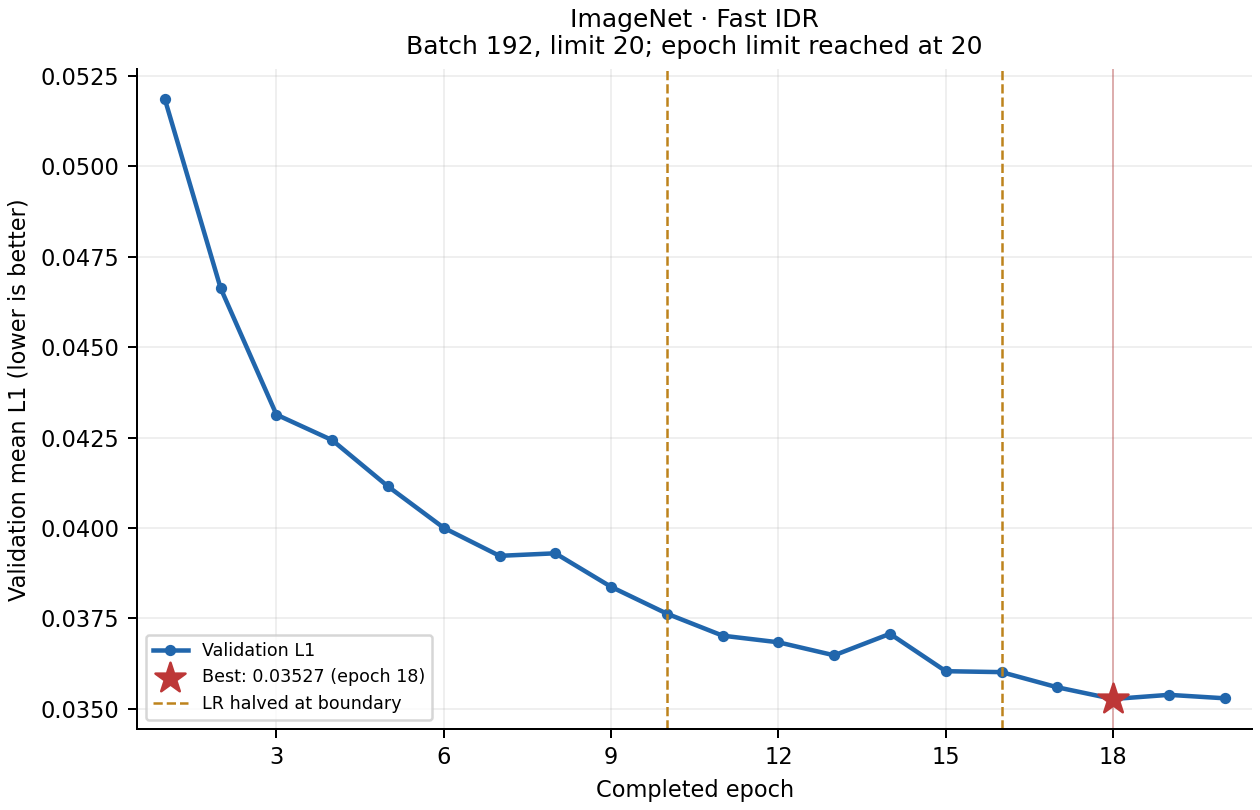 ImageNet · Fast IDR
Batch 192, limit 20; epoch limit reached at 20
Validation mean L1 (lower is better)
0.0525
0.0500
0.0475
0.0450
0.0425
0.0400
0.0375
0.0350
Validation L1
Best: 0.03527 (epoch 18)
LR halved at boundary
3 6 9 12 15 18
Completed epoch